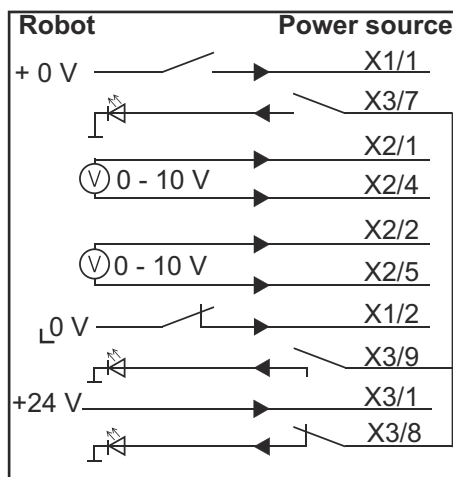 Robot Power source
+ 0 V X1/1
X3/7
X2/1
V 0 - 10 V
X2/4
X2/2
V 0 - 10 V
X2/5
0 V X1/2
X3/9
+24 V X3/1
X3/8